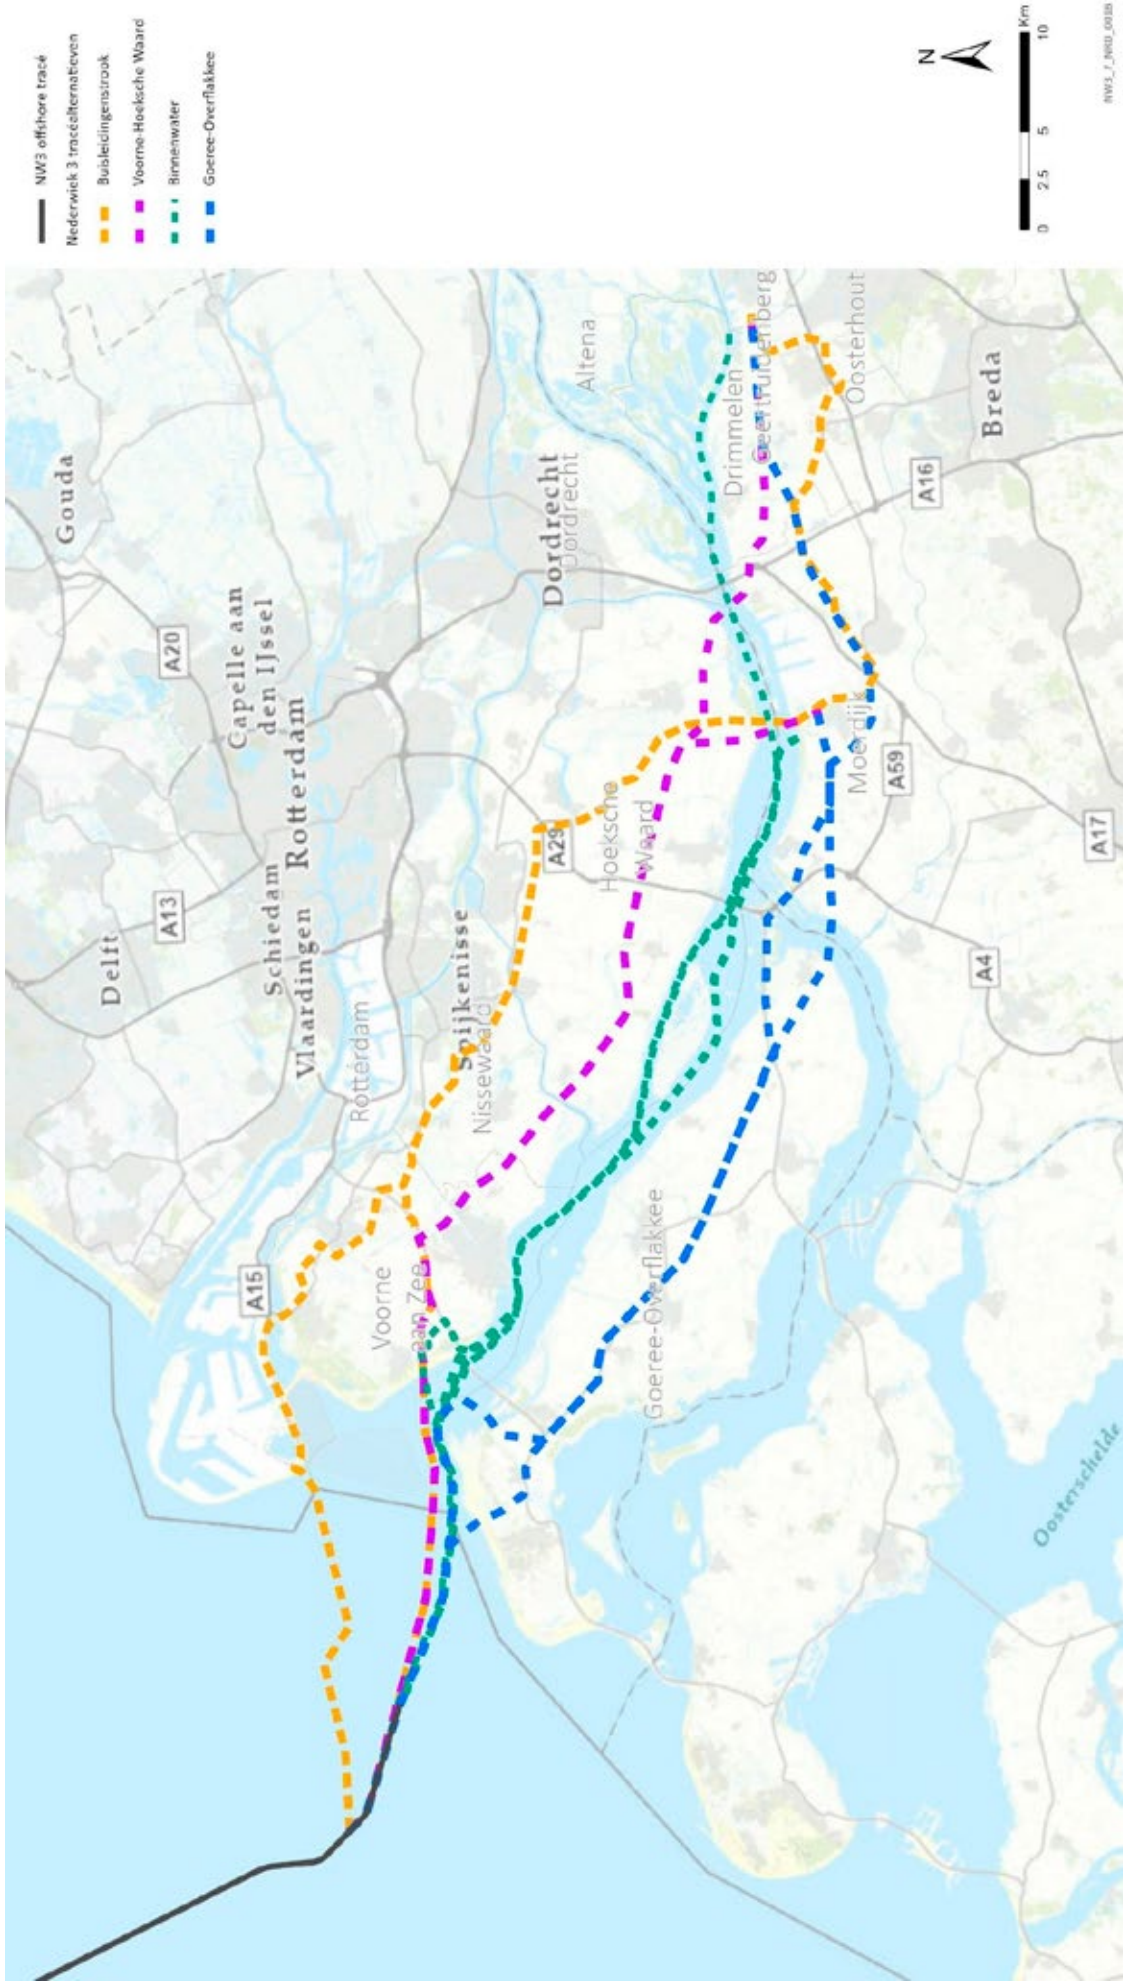 NW3 offshore tracé
Nederwiek 3 tracéalternatieven
Buisleidingenstrook
Voorne-Hoeksche Waard
Binnenwater
Goeree-Overflakkee
N
0 2.5 5 10 Km
Gouda
A20
Capelle aan
den IJssel
Delft
A13
Schiedam
Rotterdam
Vlaardingen
Rotterdam
A15
Spijkenisse
Nissewaard
Voorne
aan Zee
A29
Hoeksche
Waard
Dordrecht
Dordrecht
Altena
Drimmelen
Geertruidenberg
Oosterhout
Breda
A16
Moerdijk
A59
A17
A4
Goeree-Overflakkee
Oosterschelde